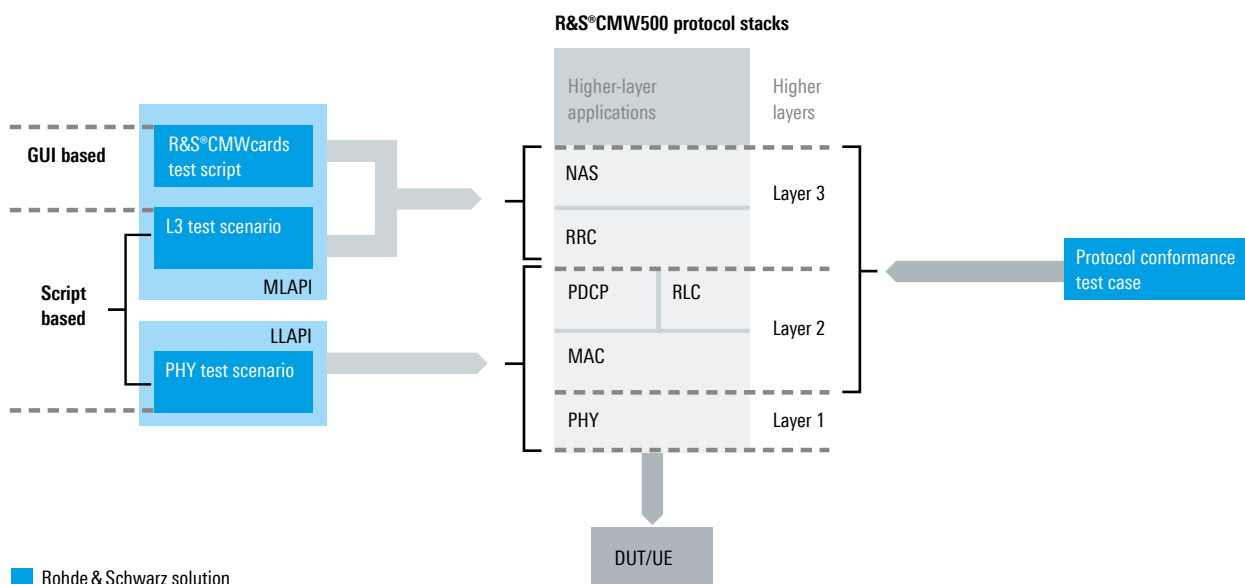 R&S®CMW500 protocol stacks
Higher-layer
applications
Higher
layers
GUI based
R&S®CMWcards
test script
NAS
Layer 3
L3 test scenario
RRC
MLAPI
Protocol conformance
test case
Script
based
PDCP
RLC
Layer 2
LLAPI
MAC
PHY test scenario
PHY
Layer 1
DUT/UE
Rohde & Schwarz solution